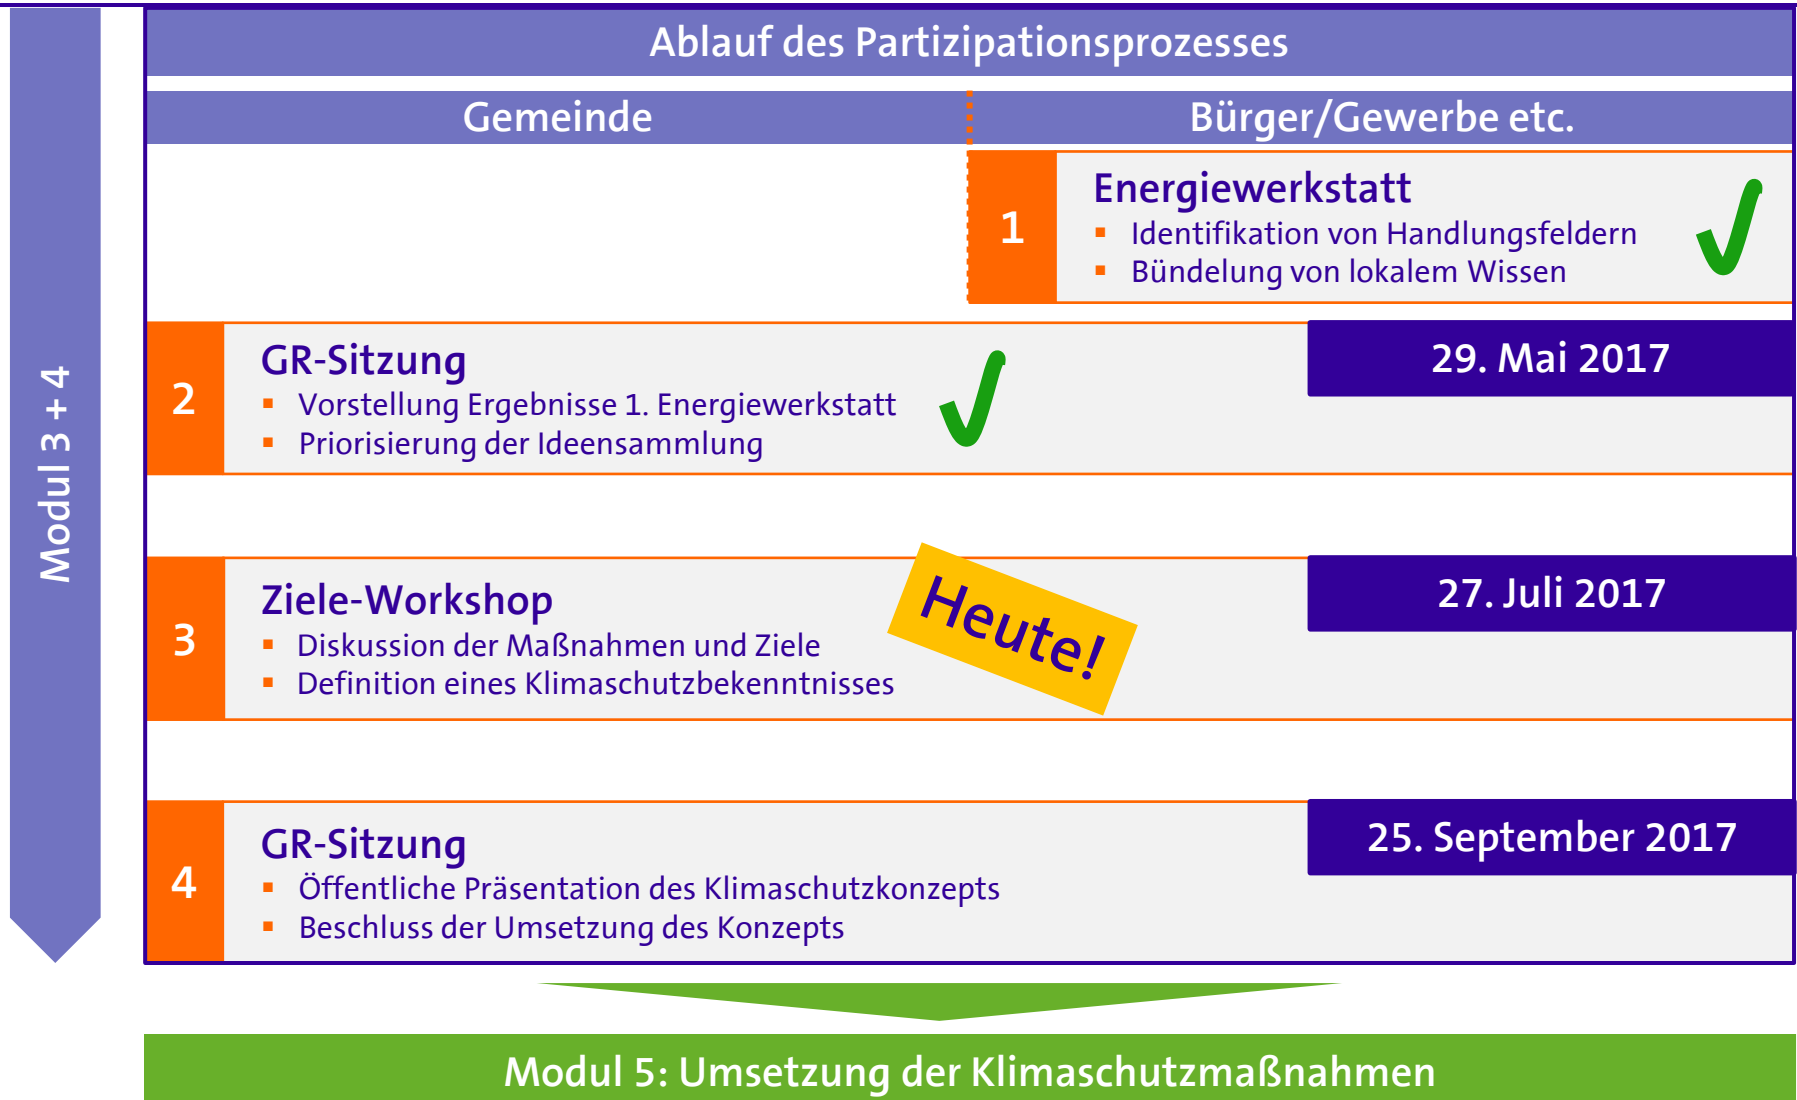 Ablauf des Partizipationsprozesses
Gemeinde
Bürger/Gewerbe etc.
Modul 3 + 4
1
Energiewerkstatt
▪ Identifikation von Handlungsfeldern
▪ Bündelung von lokalem Wissen
2
GR-Sitzung
▪ Vorstellung Ergebnisse 1. Energiewerkstatt
▪ Priorisierung der Ideensammlung
29. Mai 2017
3
Ziele-Workshop
▪ Diskussion der Maßnahmen und Ziele
▪ Definition eines Klimaschutzbekenntnisses
Heute!
27. Juli 2017
4
GR-Sitzung
▪ Öffentliche Präsentation des Klimaschutzkonzepts
▪ Beschluss der Umsetzung des Konzepts
25. September 2017
Modul 5: Umsetzung der Klimaschutzmaßnahmen